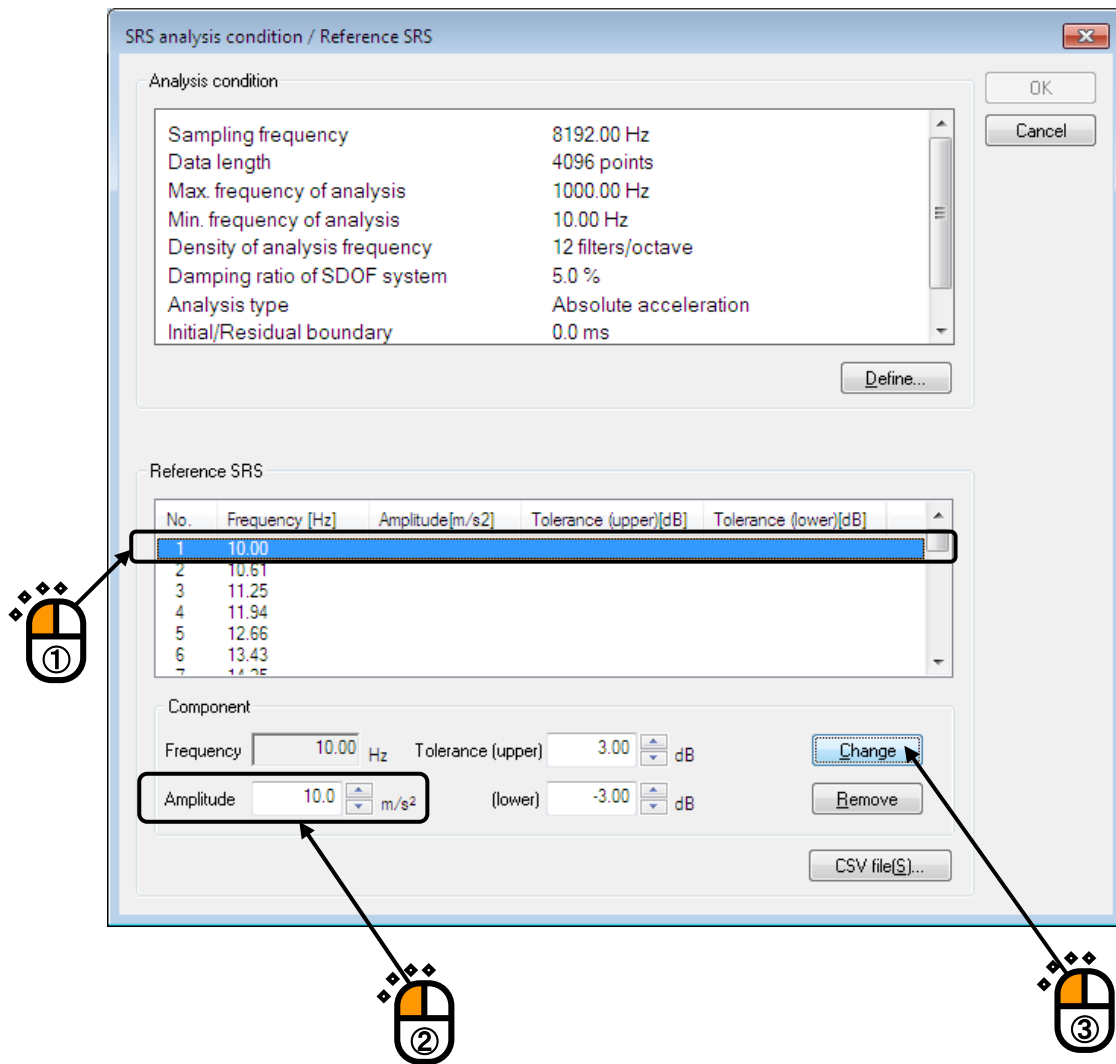 SRS analysis condition / Reference SRS
Analysis condition
OK
Cancel
Sampling frequency 8192.00 Hz
Data length 4096 points
Max. frequency of analysis 1000.00 Hz
Min. frequency of analysis 10.00 Hz
Density of analysis frequency 12 filters/octave
Damping ratio of SDOF system 5.0 %
Analysis type Absolute acceleration
Initial/Residual boundary 0.0 ms
Define...
Reference SRS
No. Frequency [Hz] Amplitude[m/s2] Tolerance (upper)[dB] Tolerance (lower)[dB]
1 10.00
2 10.61
3 11.25
4 11.94
5 12.66
6 13.43
7 14.25
①
Component
Frequency 10.00 Hz Tolerance (upper) 3.00 dB Change
Amplitude 10.0 m/s2 (lower) -3.00 dB Remove
CSV file(S)...
②
③